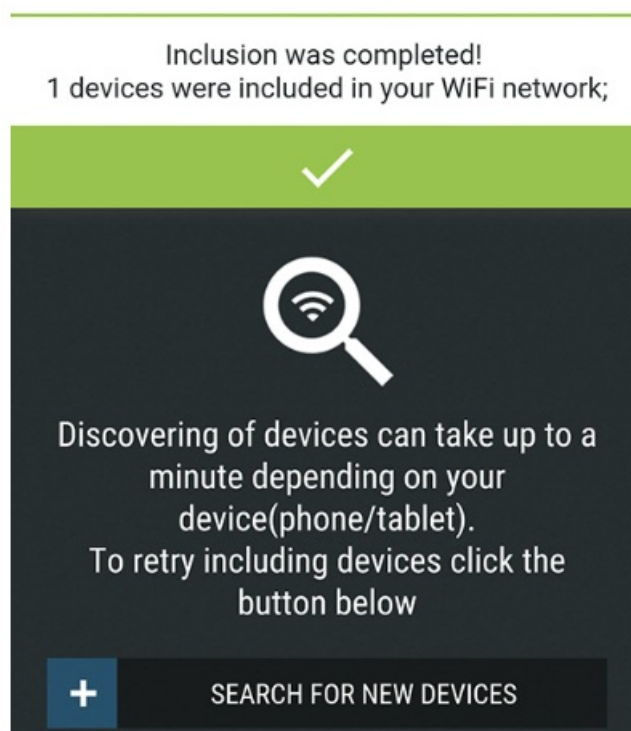 Inclusion was completed!
1 devices were included in your WiFi network;
Discovering of devices can take up to a
minute depending on your
device(phone/tablet).
To retry including devices click the
button below
+ SEARCH FOR NEW DEVICES